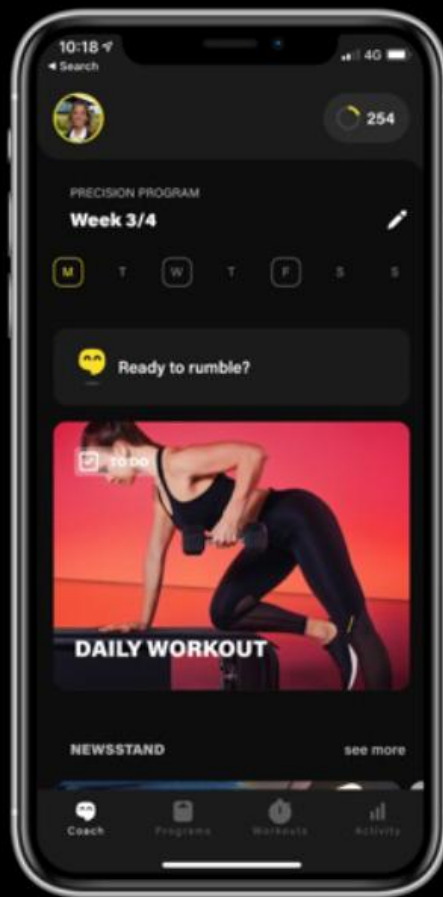 10:18
4G
◀ Search
254
PRECISION PROGRAM
Week 3/4
M T W T F S S
Ready to rumble?
TO DO
DAILY WORKOUT
NEWSSTAND see more
Coach Programs Workouts Activity